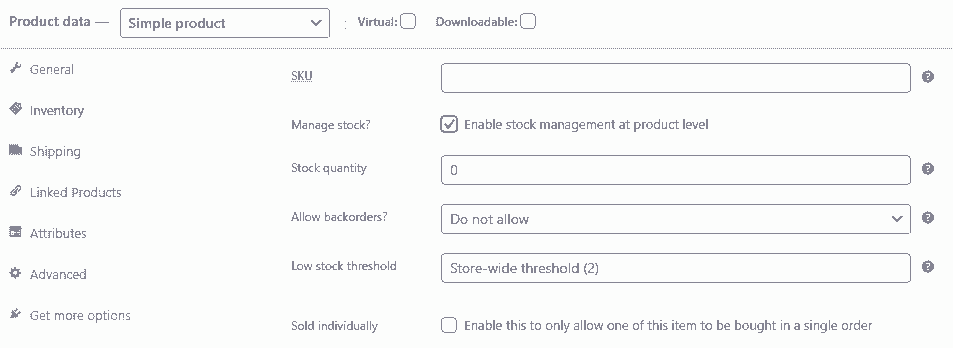 Product data — Simple product : Virtual: Downloadable:
General
Inventory
Shipping
Linked Products
Attributes
Advanced
Get more options
SKU
Manage stock? Enable stock management at product level
Stock quantity 0
Allow backorders? Do not allow
Low stock threshold Store-wide threshold (2)
Sold individually Enable this to only allow one of this item to be bought in a single order